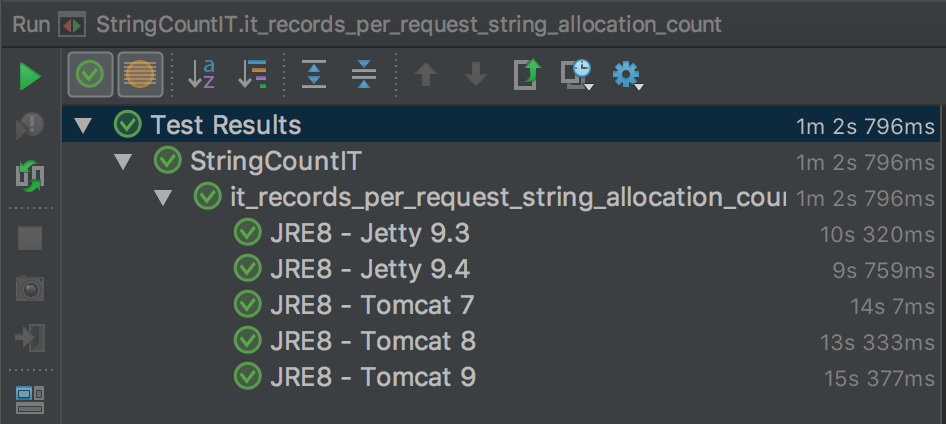 Run StringCountIT.it_records_per_request_string_allocation_count
Test Results 1m 2s 796ms
StringCountIT 1m 2s 796ms
it_records_per_request_string_allocation_cou 1m 2s 796ms
JRE8 - Jetty 9.3 10s 320ms
JRE8 - Jetty 9.4 9s 759ms
JRE8 - Tomcat 7 14s 7ms
JRE8 - Tomcat 8 13s 333ms
JRE8 - Tomcat 9 15s 377ms